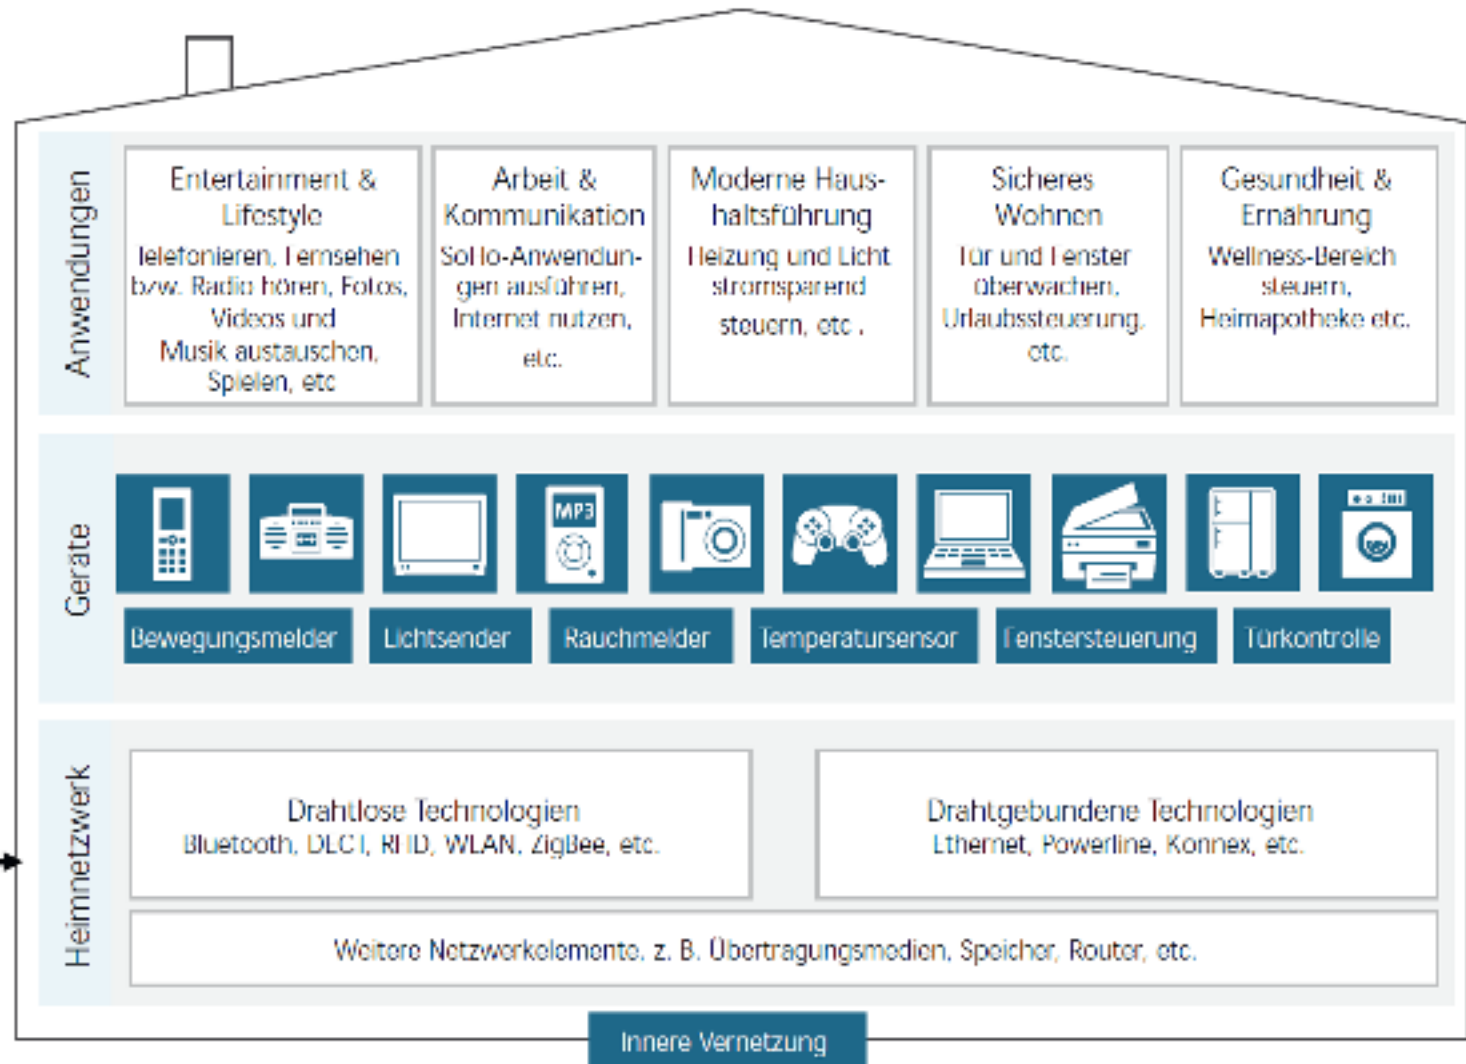 Anwendungen
Entertainment &
Lifestyle
Telefonieren, Fernsehen
bzw. Radio hören, Fotos,
Videos und
Musik austauschen,
Spielen, etc
Arbeit &
Kommunikation
SoHo-Anwendun-
gen ausführen,
Internet nutzen,
etc.
Moderne Haus-
haltsführung
Heizung und Licht
stromsparend
steuern, etc .
Sicheres
Wohnen
Tür und Fenster
überwachen,
Urlaubssteuerung,
etc.
Gesundheit &
Ernährung
Wellness-Bereich
steuern,
Heimapotheke etc.
Geräte
MP3
Bewegungsmelder
Lichtsender
Rauchmelder
Temperatursensor
Fenstersteuerung
Türkontrolle
Heimnetzwerk
Drahtlose Technologien
Bluetooth, DECT, RFID, WLAN, ZigBee, etc.
Drahtgebundene Technologien
Ethernet, Powerline, Konnex, etc.
Weitere Netzwerkelemente, z. B. Übertragungsmedien, Speicher, Router, etc.
Innere Vernetzung